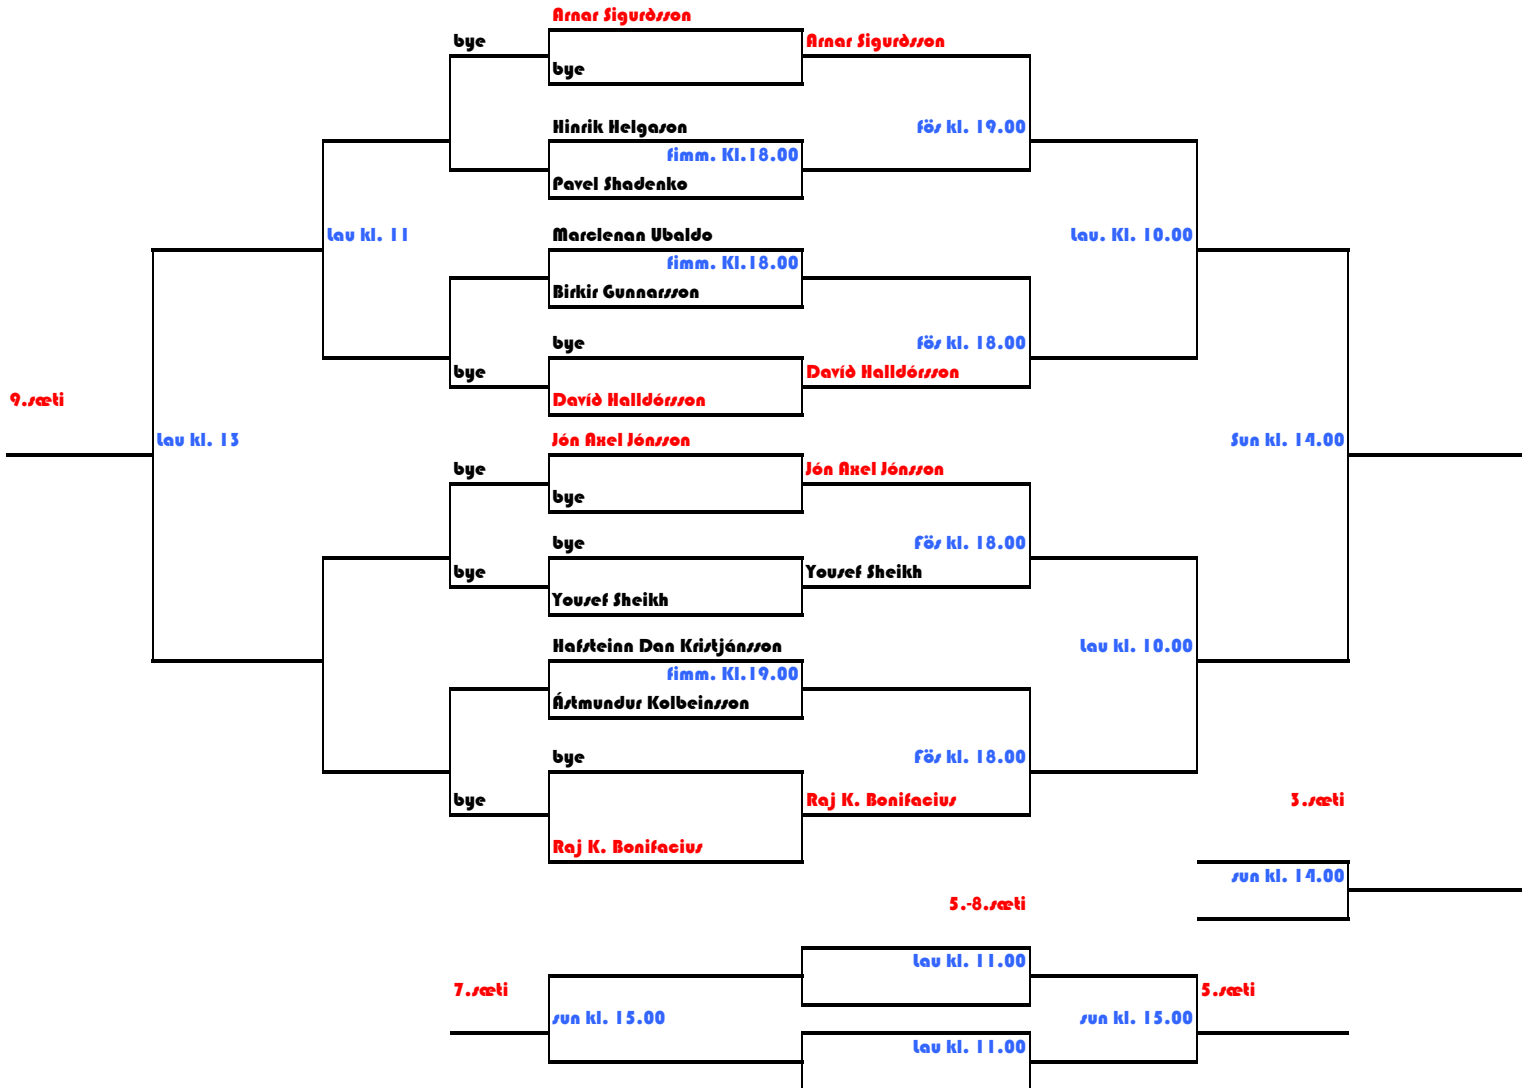 Arnar Sigurðsson
bye
Arnar Sigurðsson
bye
Hinrik Helgason
fös kl. 19.00
fimm. Kl.18.00
Pavel Shadenko
Lau kl. 11
Marclenan Ubaldo
Lau. Kl. 10.00
fimm. Kl.18.00
Birkir Gunnarsson
bye
fös kl. 18.00
bye
Davíð Halldórsson
9.sæti
Davíð Halldórsson
Lau kl. 13
Jón Axel Jónsson
Sun kl. 14.00
bye
Jón Axel Jónsson
bye
bye
Fös kl. 18.00
bye
Yousef Sheikh
Yousef Sheikh
Hafsteinn Dan Kristjánsson
Lau kl. 10.00
fimm. Kl.19.00
Ástmundur Kolbeinsson
bye
Fös kl. 18.00
bye
Raj K. Bonifacius
3.sæti
Raj K. Bonifacius
sun kl. 14.00
5.-8.sæti
Lau kl. 11.00
7.sæti
5.sæti
sun kl. 15.00
sun kl. 15.00
Lau kl. 11.00